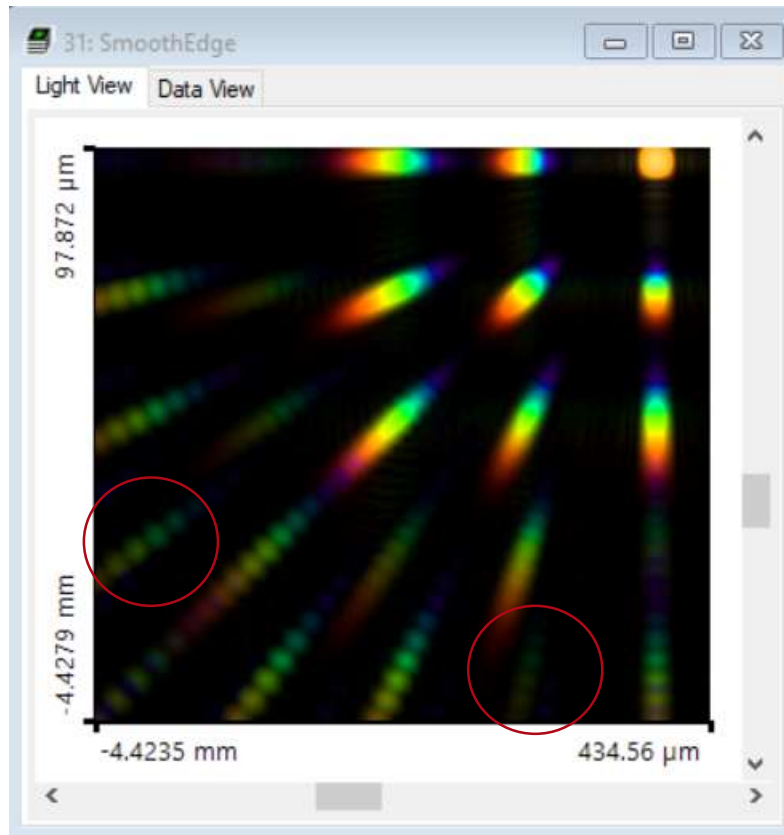 31: SmoothEdge
Light View Data View
97.872 µm
-4.4279 mm
-4.4235 mm 434.56 µm